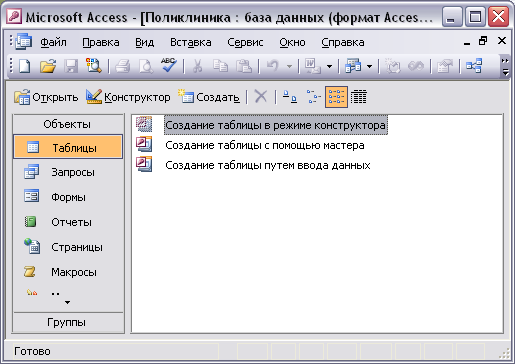 Microsoft Access - [Поликлиника : база данных (формат Acces...
Файл Правка Вид Вставка Сервис Окно Справка
Открыть Конструктор Создать
Объекты
Таблицы
Запросы
Формы
Отчеты
Страницы
Макросы
Группы
Создание таблицы в режиме конструктора
Создание таблицы с помощью мастера
Создание таблицы путем ввода данных
Готово